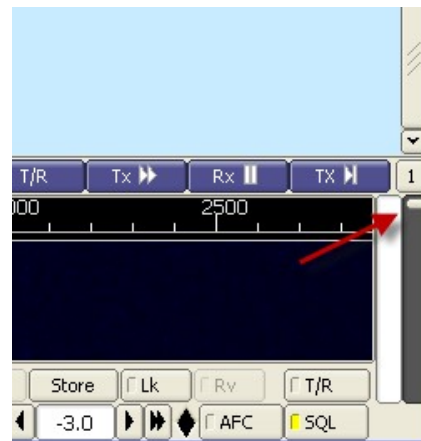 T/R Tx Rx TX 1
000 2500
Store Lk Rv T/R
-3.0 AFC SQL